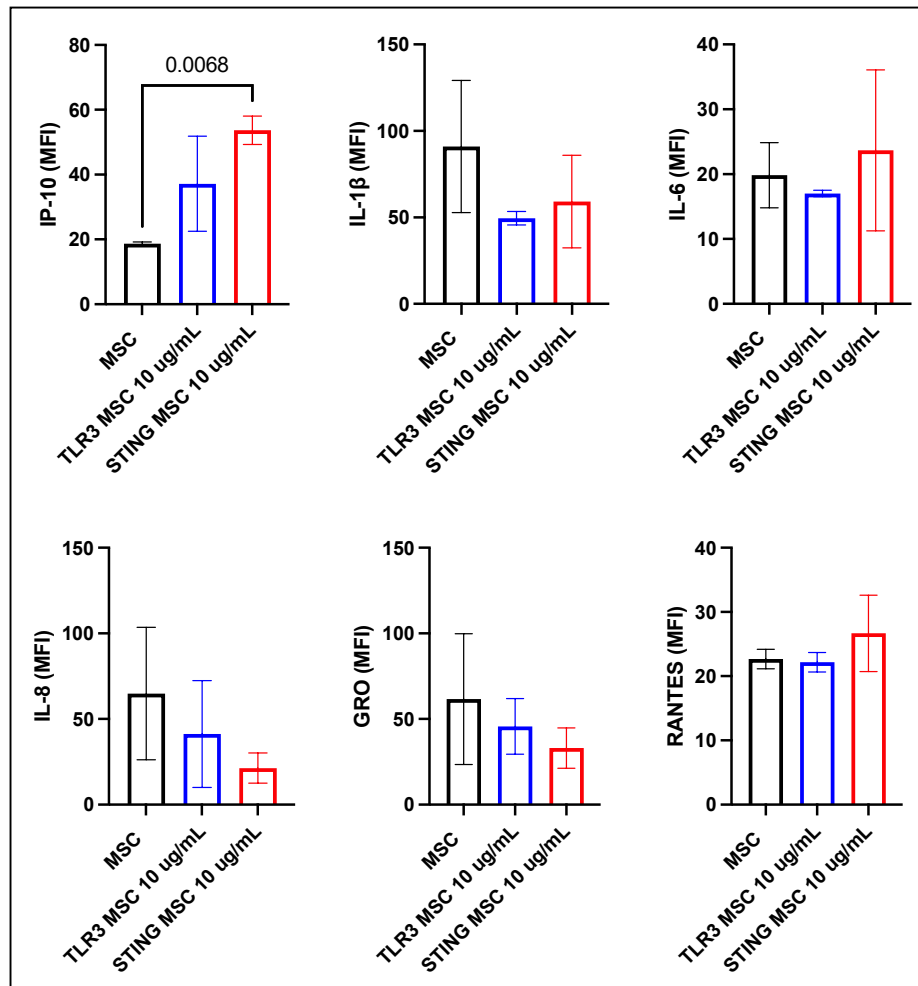 0.0068
IP-10 (MFI)
80
60
40
20
0
MSC
TLR3 MSC 10 ug/mL
STING MSC 10 ug/mL
IL-1β (MFI)
150
100
50
0
MSC
TLR3 MSC 10 ug/mL
STING MSC 10 ug/mL
IL-6 (MFI)
40
30
20
10
0
MSC
TLR3 MSC 10 ug/mL
STING MSC 10 ug/mL
IL-8 (MFI)
150
100
50
0
MSC
TLR3 MSC 10 ug/mL
STING MSC 10 ug/mL
GRO (MFI)
150
100
50
0
MSC
TLR3 MSC 10 ug/mL
STING MSC 10 ug/mL
RANTES (MFI)
40
30
20
10
0
MSC
TLR3 MSC 10 ug/mL
STING MSC 10 ug/mL